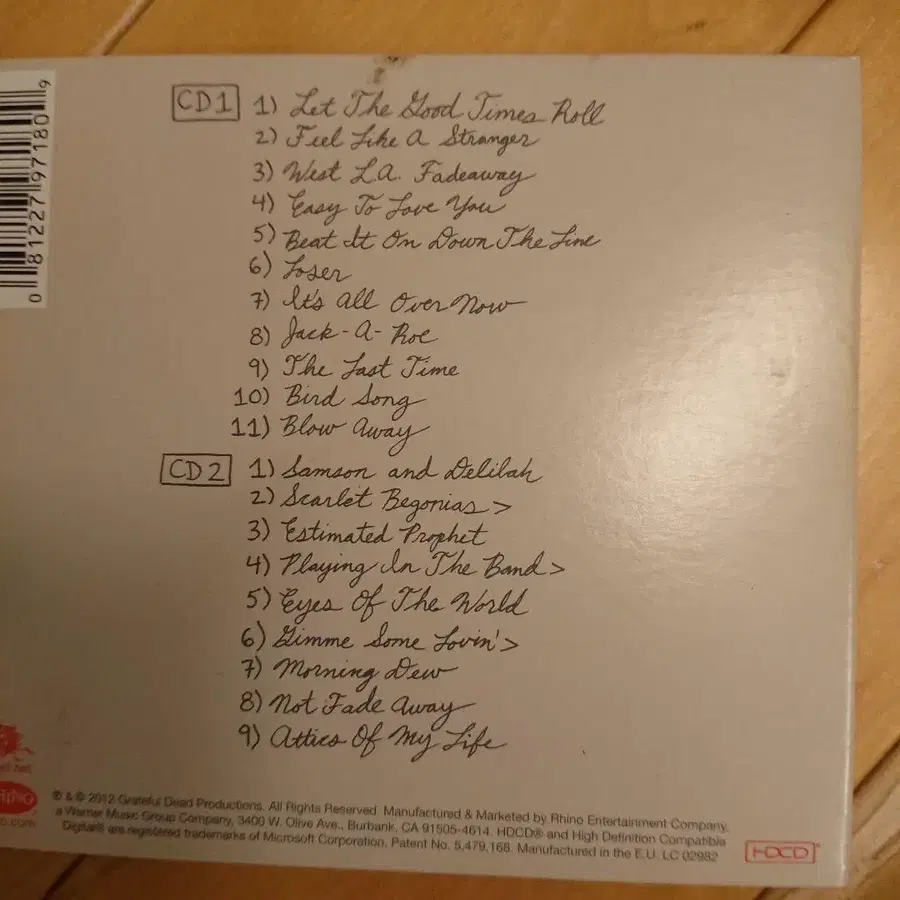 CD1 1) Let The Good Times Roll
2) Feel Like A Stranger
3) West L.A. Fadeaway
4) Easy To Love You
5) Beat It On Down The Line
6) Loser
7) It's All Over Now
8) Jack-A-Roe
9) The Last Time
10) Bird Song
11) Blow Away
CD2 1) Samson and Delilah
2) Scarlet Begonias >
3) Estimated Prophet
4) Playing In The Band >
5) Eyes Of The World
6) Gimme Some Lovin' >
7) Morning Dew
8) Not Fade Away
9) Attics Of My Life
0 81227 97180 9
℗ & © 2012 Grateful Dead Productions. All Rights Reserved. Manufactured & Marketed by Rhino Entertainment Company,
a Warner Music Group Company, 3400 W. Olive Ave., Burbank, CA 91505-4614. HDCD® and High Definition Compatible
Digital® are registered trademarks of Microsoft Corporation. Patent No. 5,479,168. Manufactured in the E.U. LC 02982
HDCD